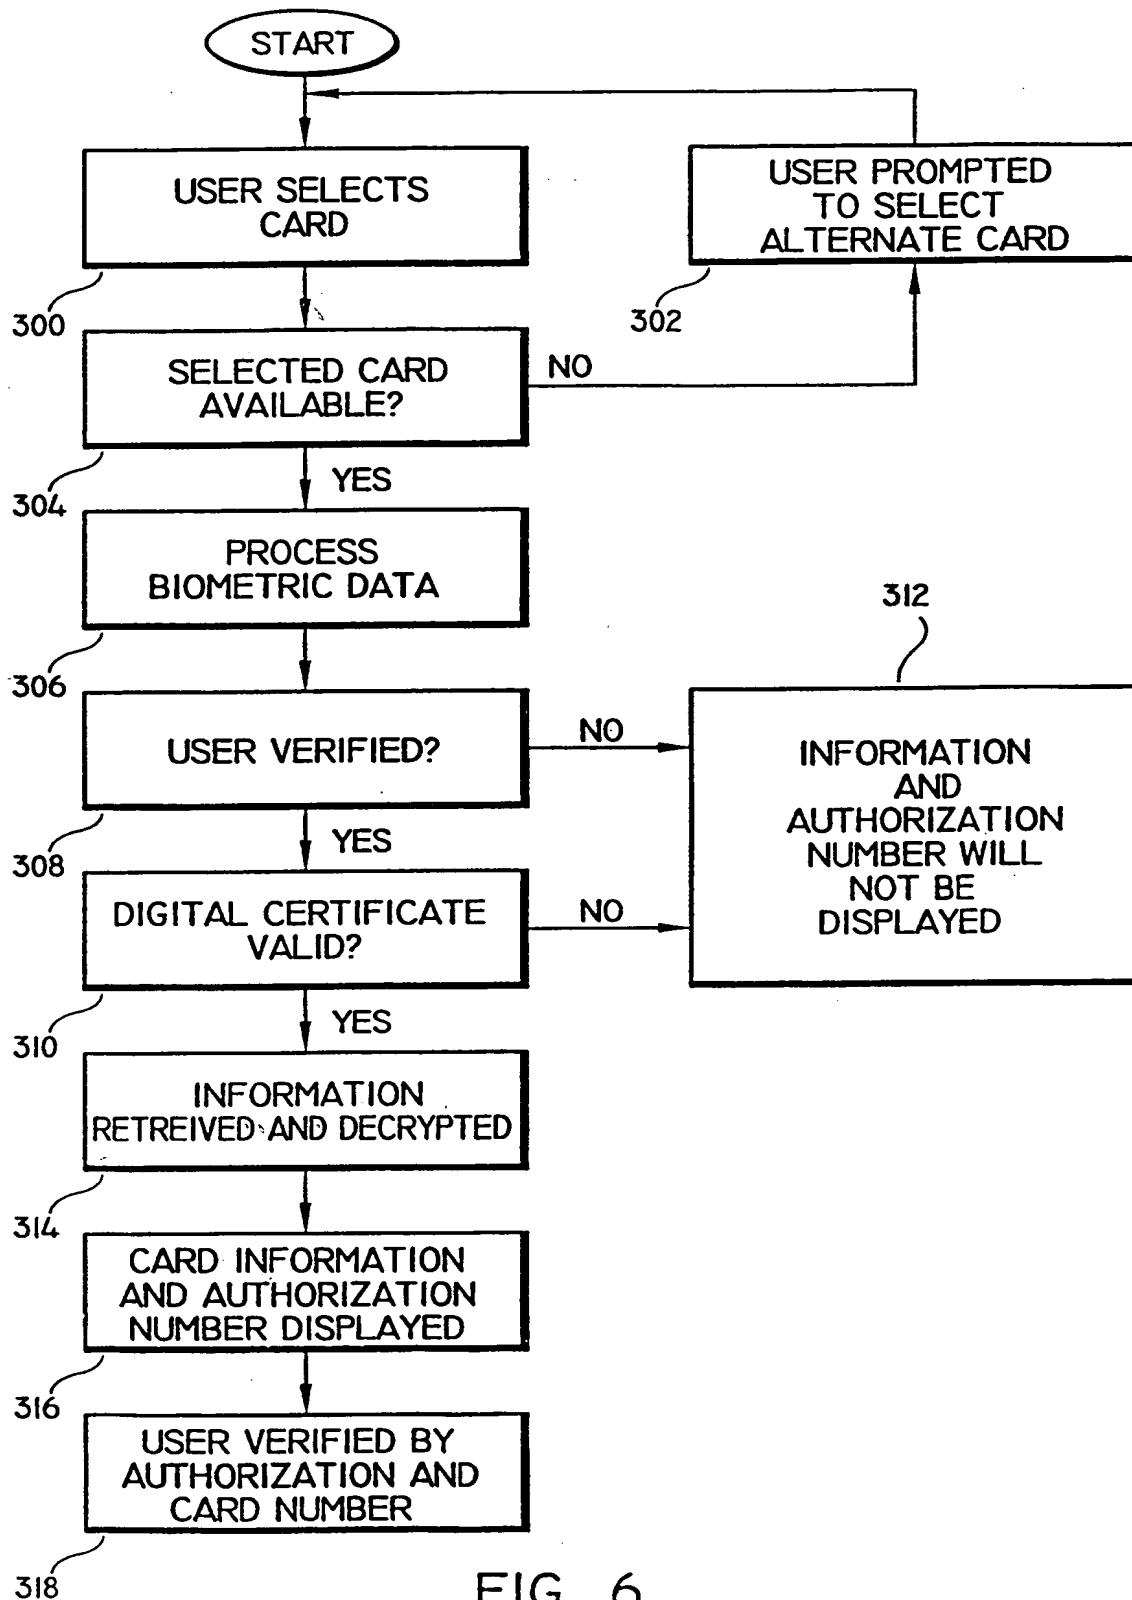 START
USER SELECTS
CARD
300
USER PROMPTED
TO SELECT
ALTERNATE CARD
302
SELECTED CARD
AVAILABLE?
NO
304
YES
PROCESS
BIOMETRIC DATA
306
USER VERIFIED?
NO
308
YES
312
INFORMATION
AND
AUTHORIZATION
NUMBER WILL
NOT BE
DISPLAYED
DIGITAL CERTIFICATE
VALID?
NO
310
YES
INFORMATION
RETREIVED AND DECRYPTED
314
CARD INFORMATION
AND AUTHORIZATION
NUMBER DISPLAYED
316
USER VERIFIED BY
AUTHORIZATION AND
CARD NUMBER
318
FIG. 6